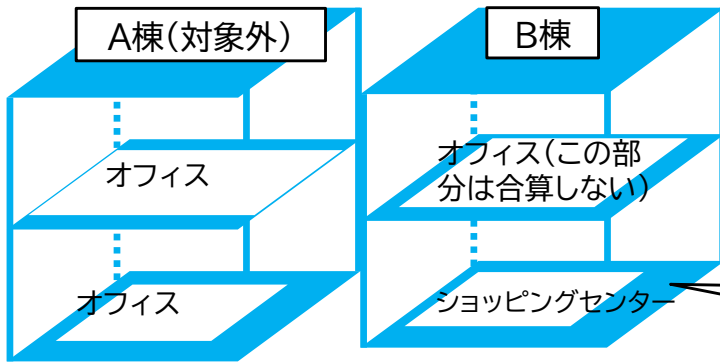 A棟(対象外)
オフィス
オフィス
B棟
オフィス(この部
分は合算しない)
ショッピングセンター